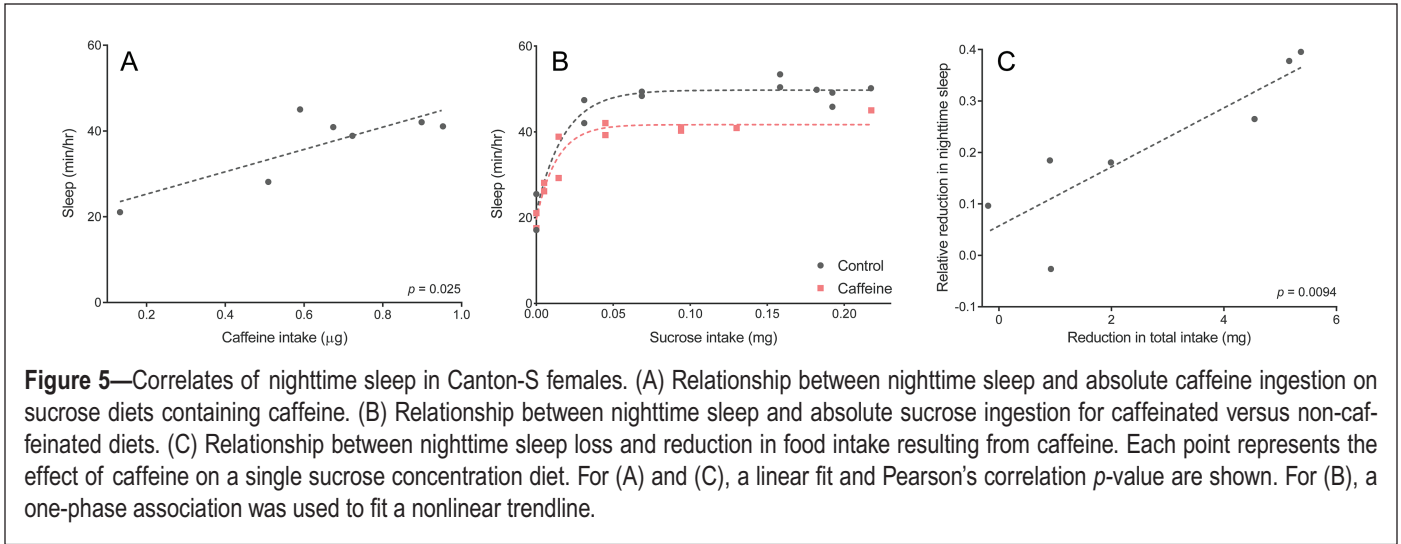 A
60
40
20
0
Sleep (min/hr)
0.2 0.4 0.6 0.8 1.0
Caffeine intake (μg)
p = 0.025
B
60
40
20
0
Sleep (min/hr)
0.00 0.05 0.10 0.15 0.20
Sucrose intake (mg)
Control
Caffeine
C
0.4
0.3
0.2
0.1
0.0
-0.1
Relative reduction in nighttime sleep
0 2 4 6
Reduction in total intake (mg)
p = 0.0094
Figure 5—Correlates of nighttime sleep in Canton-S females. (A) Relationship between nighttime sleep and absolute caffeine ingestion on
sucrose diets containing caffeine. (B) Relationship between nighttime sleep and absolute sucrose ingestion for caffeinated versus non-caf-
feinated diets. (C) Relationship between nighttime sleep loss and reduction in food intake resulting from caffeine. Each point represents the
effect of caffeine on a single sucrose concentration diet. For (A) and (C), a linear fit and Pearson's correlation p-value are shown. For (B), a
one-phase association was used to fit a nonlinear trendline.